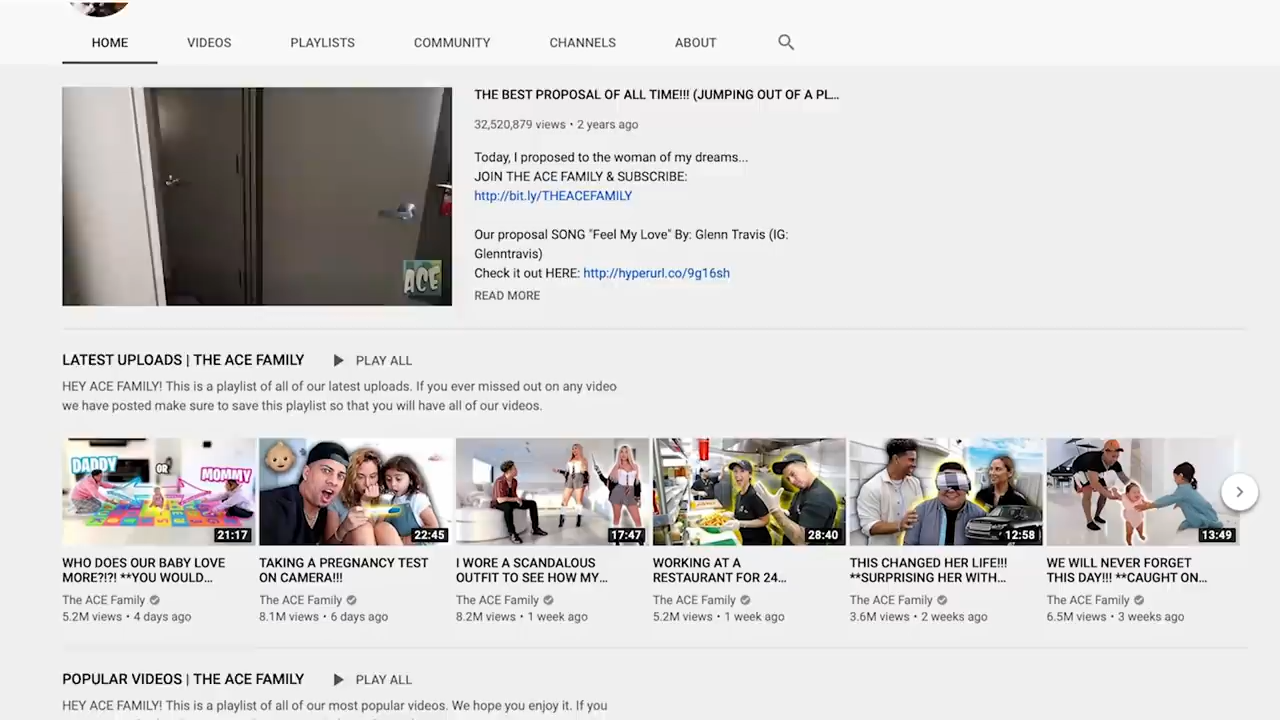 HOME VIDEOS PLAYLISTS COMMUNITY CHANNELS ABOUT
THE BEST PROPOSAL OF ALL TIME!!! (JUMPING OUT OF A PL...
32,520,879 views • 2 years ago
Today, I proposed to the woman of my dreams...
JOIN THE ACE FAMILY & SUBSCRIBE:
http://bit.ly/THEACEFAMILY
Our proposal SONG "Feel My Love" By: Glenn Travis (IG:
Glenntravis)
Check it out HERE: http://hyperurl.co/9g16sh
READ MORE
ACE
LATEST UPLOADS | THE ACE FAMILY PLAY ALL
HEY ACE FAMILY! This is a playlist of all of our latest uploads. If you ever missed out on any video
we have posted make sure to save this playlist so that you will have all of our videos.
DADDY OR MOMMY
21:17 22:45 17:47 28:40 12:58 13:49
WHO DOES OUR BABY LOVE
MORE?!?! **YOU WOULD...
The ACE Family
5.2M views • 4 days ago
TAKING A PREGNANCY TEST
ON CAMERA!!!
The ACE Family
8.1M views • 6 days ago
I WORE A SCANDALOUS
OUTFIT TO SEE HOW MY...
The ACE Family
8.2M views • 1 week ago
WORKING AT A
RESTAURANT FOR 24...
The ACE Family
5.2M views • 1 week ago
THIS CHANGED HER LIFE!!!
**SURPRISING HER WITH...
The ACE Family
3.6M views • 2 weeks ago
WE WILL NEVER FORGET
THIS DAY!!! **CAUGHT ON...
The ACE Family
6.5M views • 3 weeks ago
POPULAR VIDEOS | THE ACE FAMILY PLAY ALL
HEY ACE FAMILY! This is a playlist of all of our most popular videos. We hope you enjoy it. If you